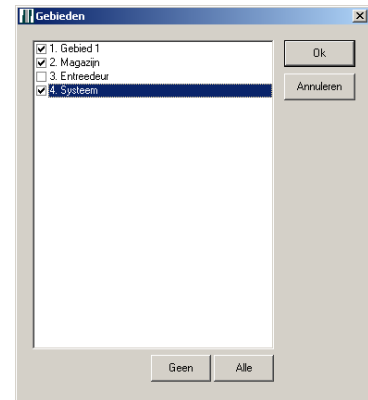 Gebieden
1. Gebied 1
2. Magazijn
3. Entreedeur
4. Systeem
Ok
Annuleren
Geen
Alle